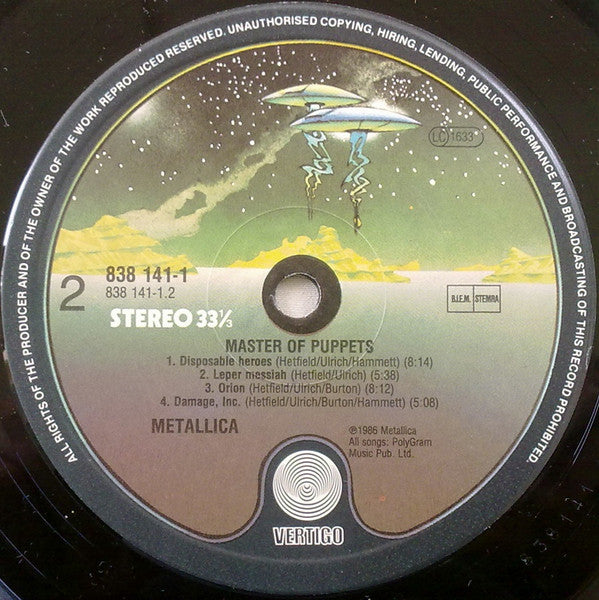 ALL RIGHTS OF THE PRODUCER AND OF THE OWNER OF THE WORK REPRODUCED RESERVED. UNAUTHORISED COPYING, HIRING, LENDING, PUBLIC PERFORMANCE AND BROADCASTING OF THIS RECORD PROHIBITED.
LC 1633
2
838 141-1
838 141-1.2
STEREO 33⅓
B.I.E.M. STEMRA
MASTER OF PUPPETS
1. Disposable heroes (Hetfield/Ulrich/Hammett) 8:14
2. Leper messiah (Hetfield/Ulrich) 5:38
3. Orion (Hetfield/Ulrich/Burton) 8:12
4. Damage, Inc. (Hetfield/Ulrich/Burton/Hammett) 5:08
METALLICA
℗1986 Metallica
All songs: PolyGram
Music Pub. Ltd.
VERTIGO